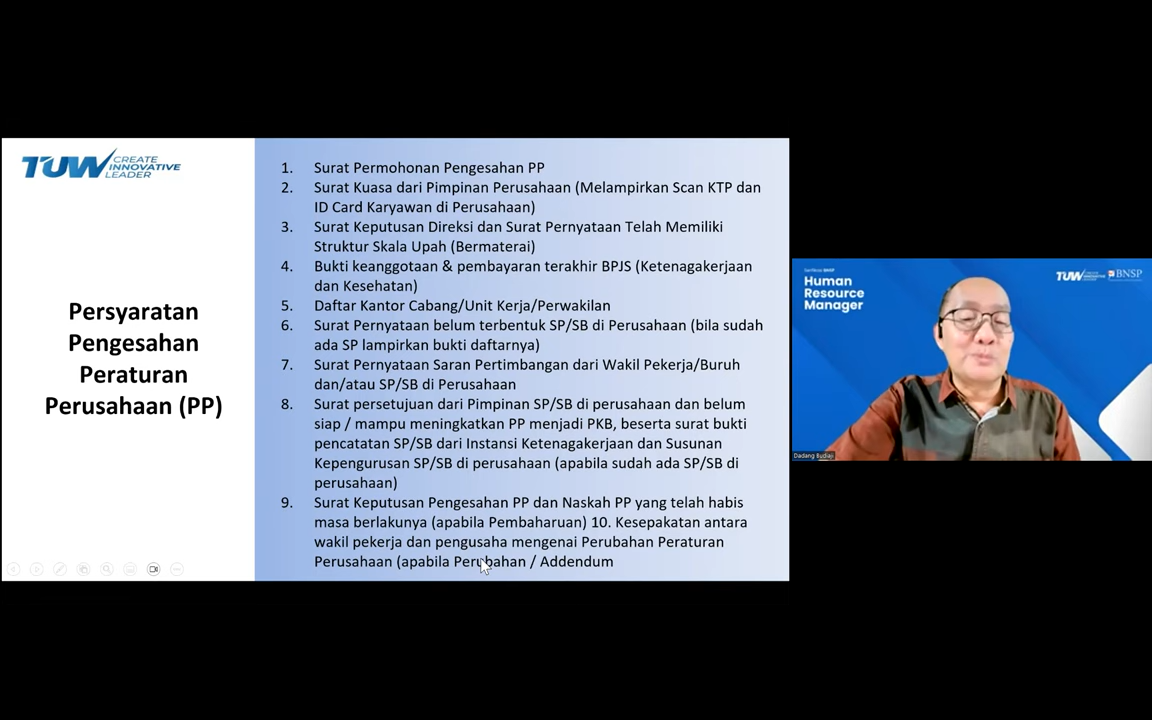 TUW CREATE
INNOVATIVE
LEADER
Persyaratan
Pengesahan
Peraturan
Perusahaan (PP)
1. Surat Permohonan Pengesahan PP
2. Surat Kuasa dari Pimpinan Perusahaan (Melampirkan Scan KTP dan
ID Card Karyawan di Perusahaan)
3. Surat Keputusan Direksi dan Surat Pernyataan Telah Memiliki
Struktur Skala Upah (Bermaterai)
4. Bukti keanggotaan & pembayaran terakhir BPJS (Ketenagakerjaan
dan Kesehatan)
5. Daftar Kantor Cabang/Unit Kerja/Perwakilan
6. Surat Pernyataan belum terbentuk SP/SB di Perusahaan (bila sudah
ada SP lampirkan bukti daftarnya)
7. Surat Pernyataan Saran Pertimbangan dari Wakil Pekerja/Buruh
dan/atau SP/SB di Perusahaan
8. Surat persetujuan dari Pimpinan SP/SB di perusahaan dan belum
siap / mampu meningkatkan PP menjadi PKB, beserta surat bukti
pencatatan SP/SB dari Instansi Ketenagakerjaan dan Susunan
Kepengurusan SP/SB di perusahaan (apabila sudah ada SP/SB di
perusahaan)
9. Surat Keputusan Pengesahan PP dan Naskah PP yang telah habis
masa berlakunya (apabila Pembaharuan) 10. Kesepakatan antara
wakil pekerja dan pengusaha mengenai Perubahan Peraturan
Perusahaan (apabila Perubahan / Addendum
Sertifikasi BNSP
Human
Resource
Manager
TUW
BNSP
Dadang Budiaji